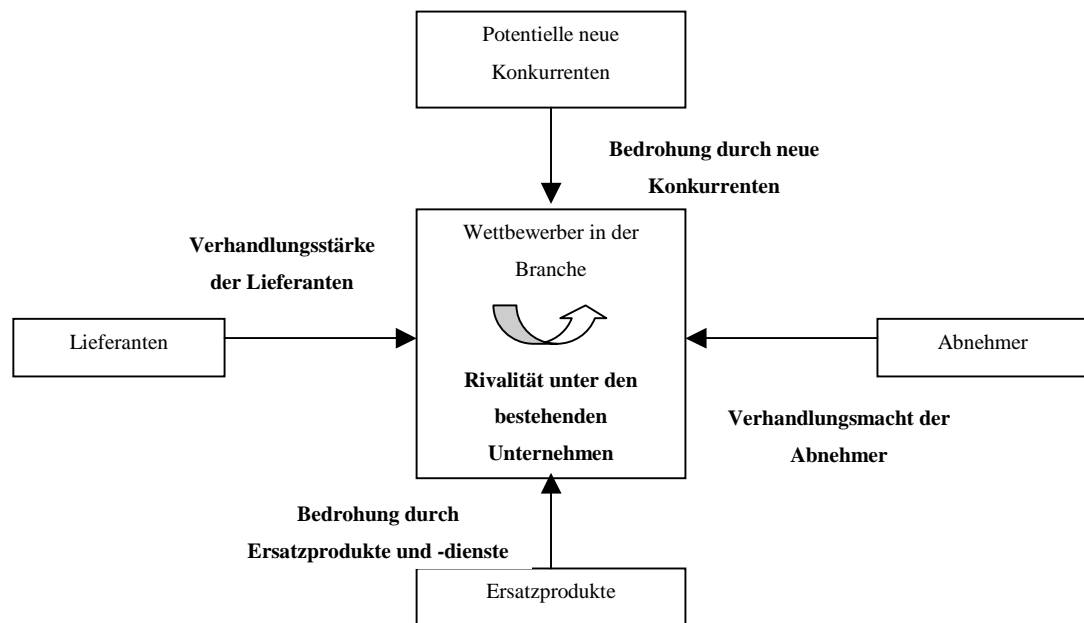 Potentielle neue
Konkurrenten
Bedrohung durch neue
Konkurrenten
Verhandlungsstärke
der Lieferanten
Wettbewerber in der
Branche
Lieferanten
Abnehmer
Rivalität unter den
bestehenden
Unternehmen
Verhandlungsmacht der
Abnehmer
Bedrohung durch
Ersatzprodukte und -dienste
Ersatzprodukte